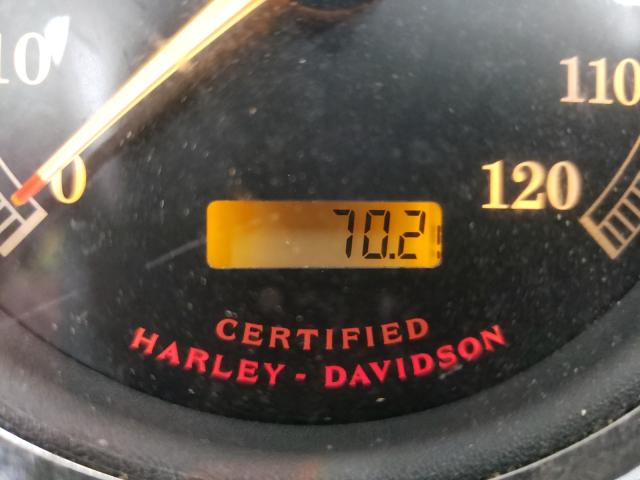 10
110
0
120
70.2
CERTIFIED
HARLEY - DAVIDSON